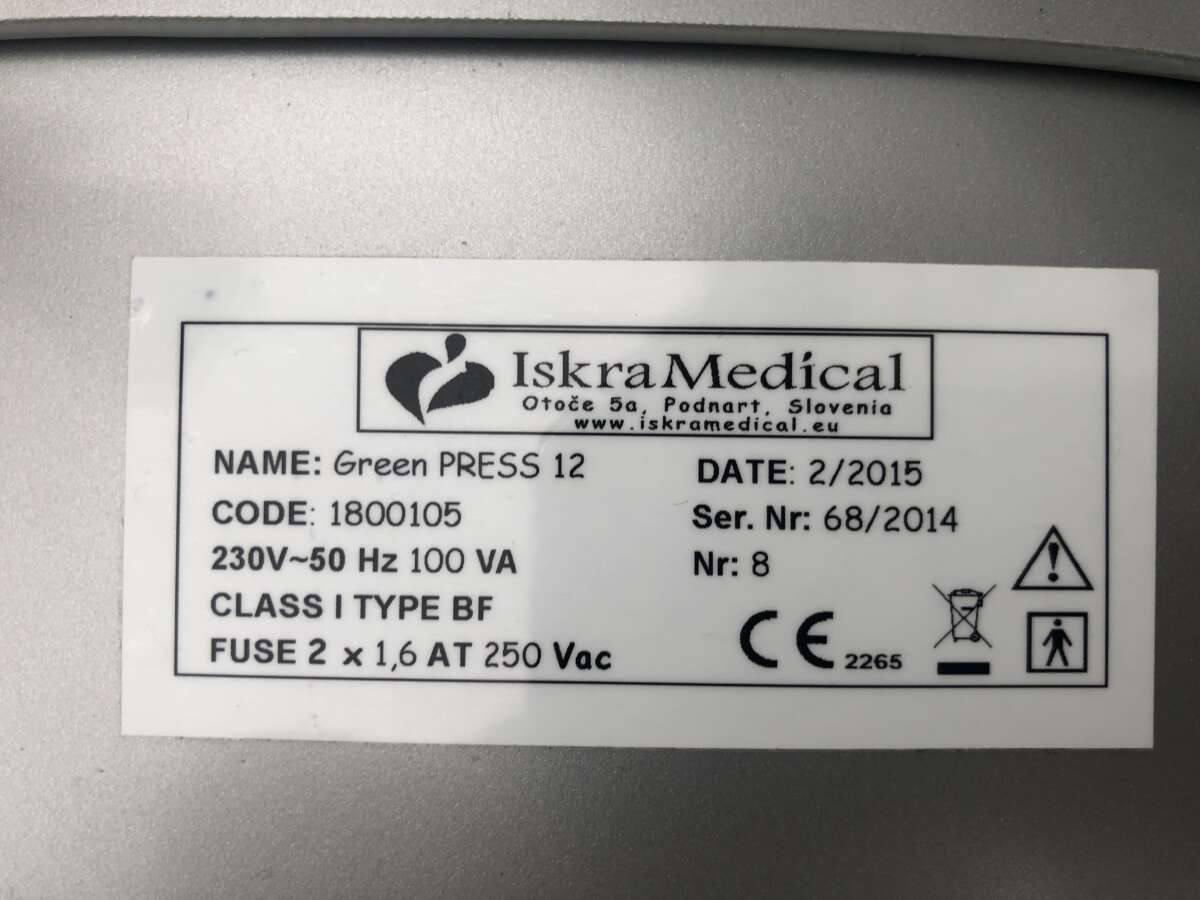 Iskra Medical
Otoče 5a, Podnart, Slovenia
www.iskramedical.eu
NAME: Green PRESS 12
CODE: 1800105
230V~50 Hz 100 VA
CLASS I TYPE BF
FUSE 2 x 1,6 AT 250 Vac
DATE: 2/2015
Ser. Nr: 68/2014
Nr: 8
CE 2265